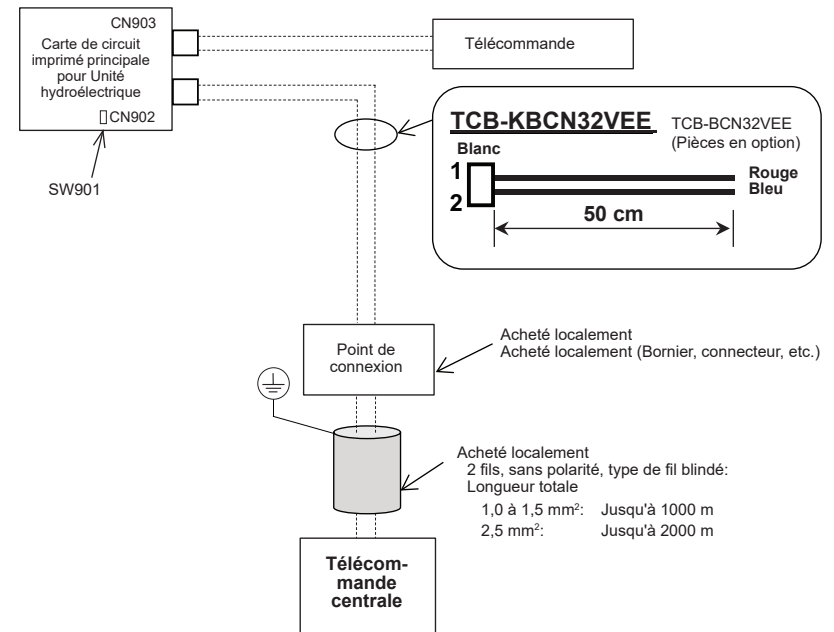 CN903
Carte de circuit
imprimé principale
pour Unité
hydroélectrique
CN902
SW901
Télécommande
TCB-KBCN32VEE
TCB-BCN32VEE
(Pièces en option)
Blanc
1
2
Rouge
Bleu
50 cm
Point de
connexion
Acheté localement
Acheté localement (Bornier, connecteur, etc.)
Acheté localement
2 fils, sans polarité, type de fil blindé:
Longueur totale
1,0 à 1,5 mm²: Jusqu'à 1000 m
2,5 mm²: Jusqu'à 2000 m
Télécom-
mande
centrale